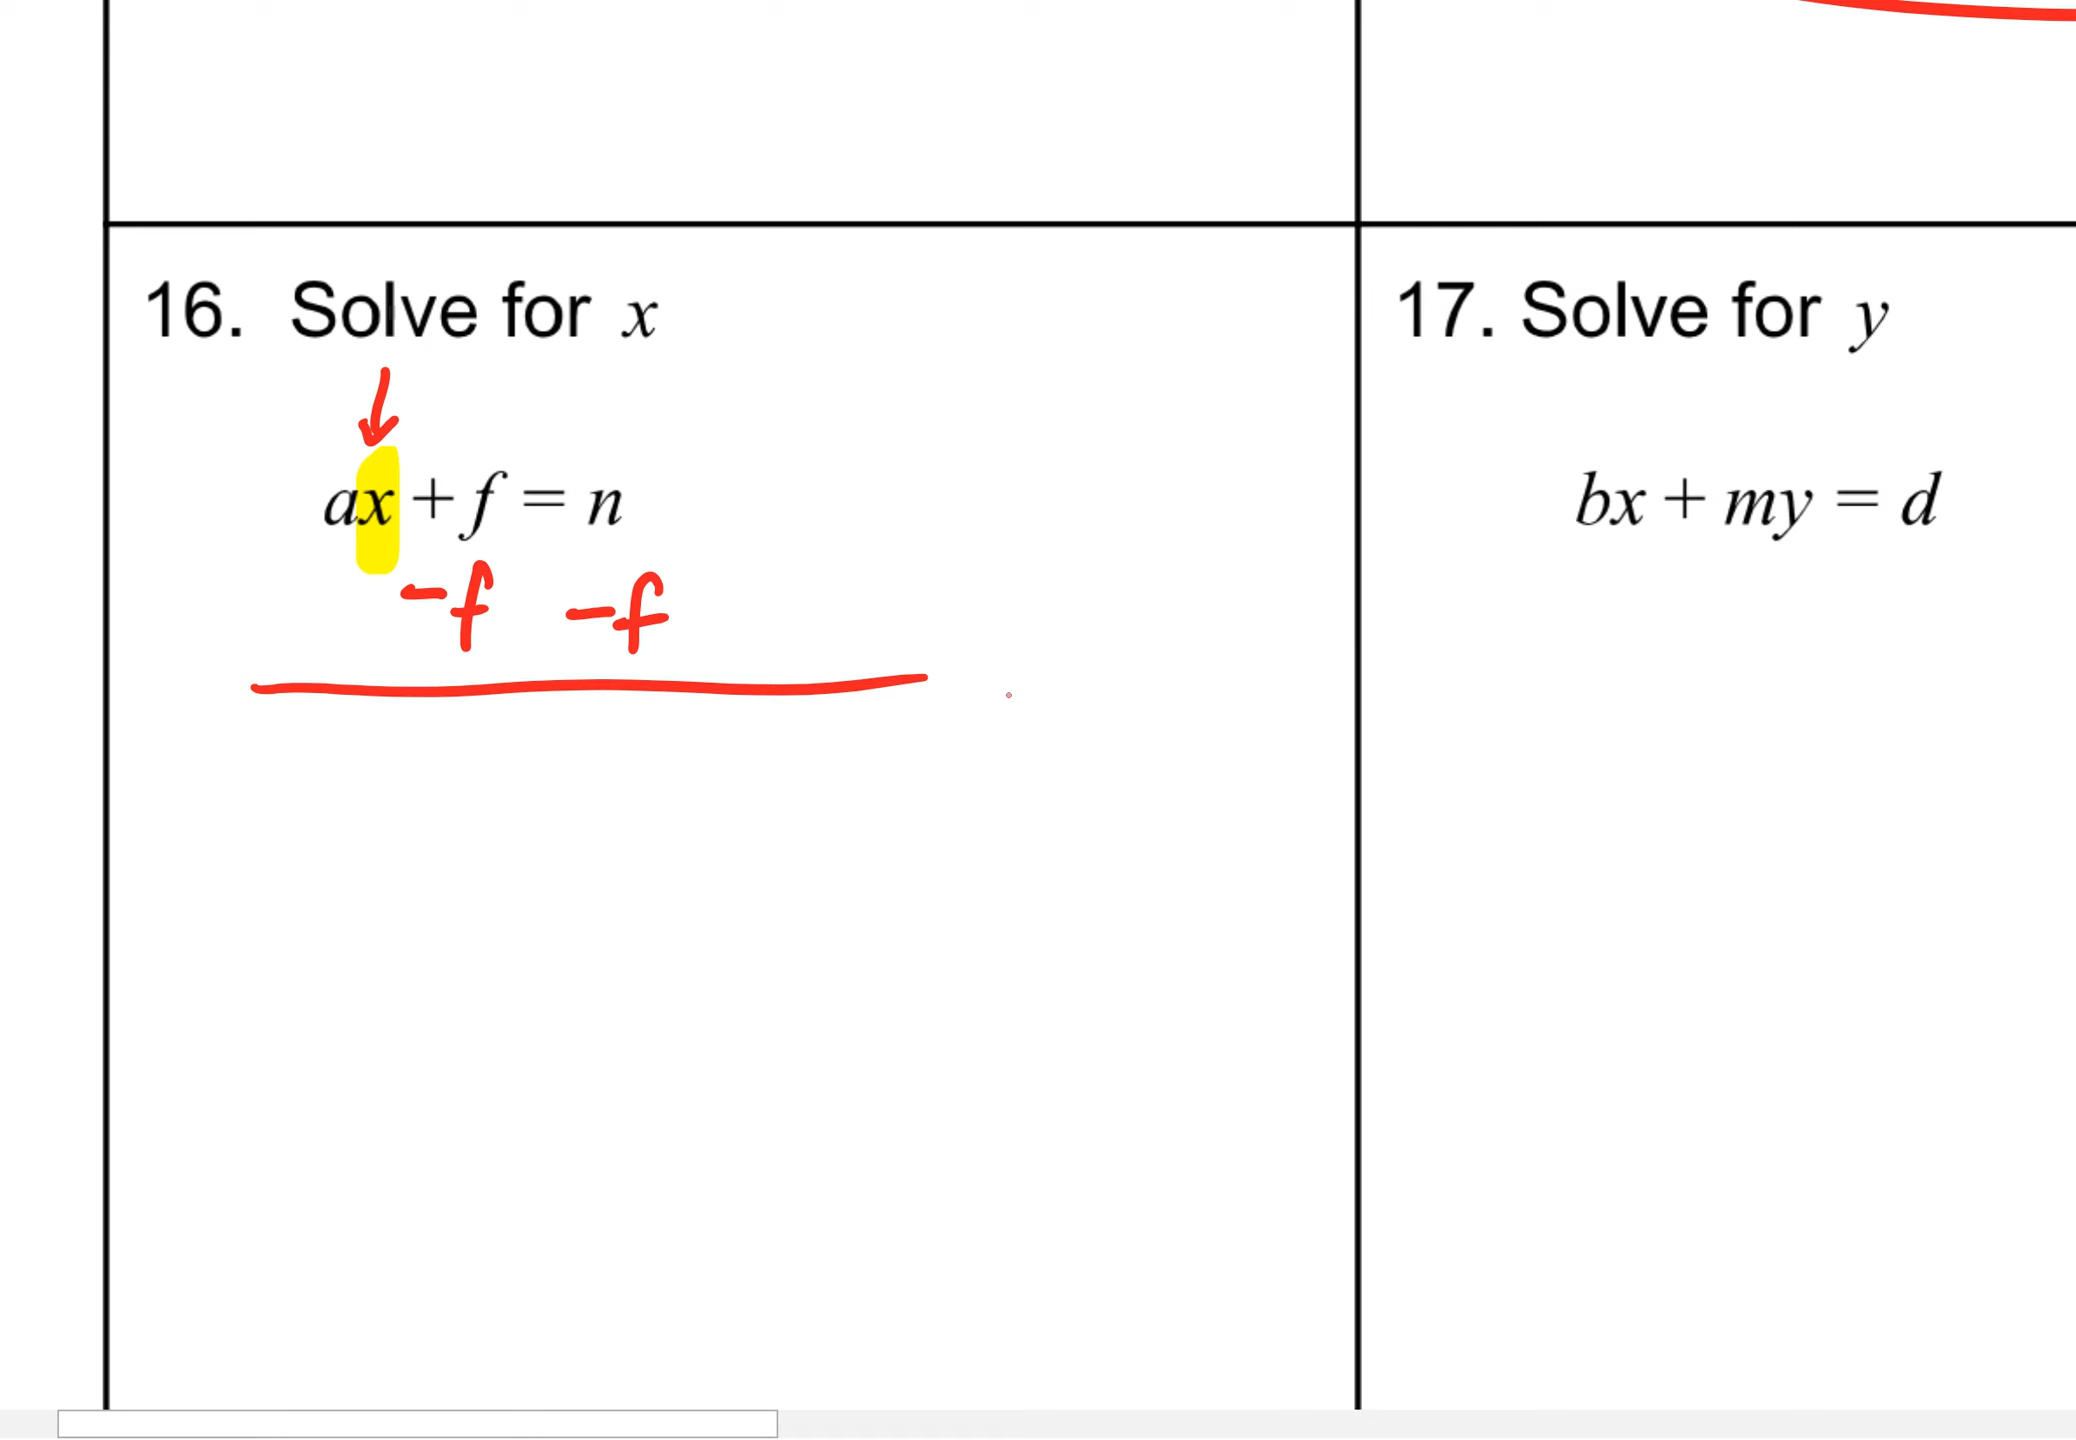 16. Solve for x
ax + f = n
-f -f
17. Solve for y
bx + my = d